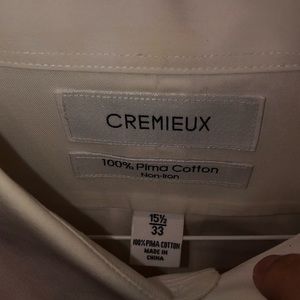 CREMIEUX
100% Pima Cotton
Non-Iron
15½
33
100% PIMA COTTON
MADE IN
CHINA